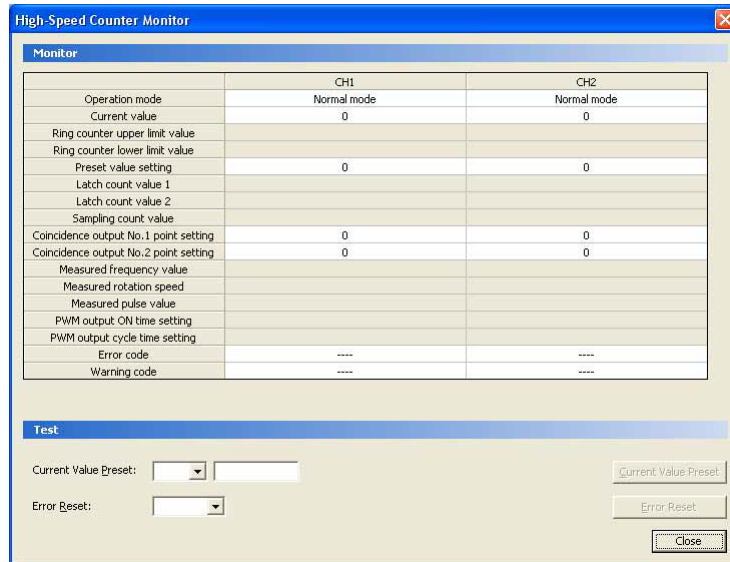 High-Speed Counter Monitor
Monitor
CH1 CH2
Operation mode Normal mode Normal mode
Current value 0 0
Ring counter upper limit value
Ring counter lower limit value
Preset value setting 0 0
Latch count value 1
Latch count value 2
Sampling count value
Coincidence output No.1 point setting 0 0
Coincidence output No.2 point setting 0 0
Measured frequency value
Measured rotation speed
Measured pulse value
PWM output ON time setting
PWM output cycle time setting
Error code ---- ----
Warning code ---- ----
Test
Current Value Preset: Current Value Preset
Error Reset: Error Reset
Close